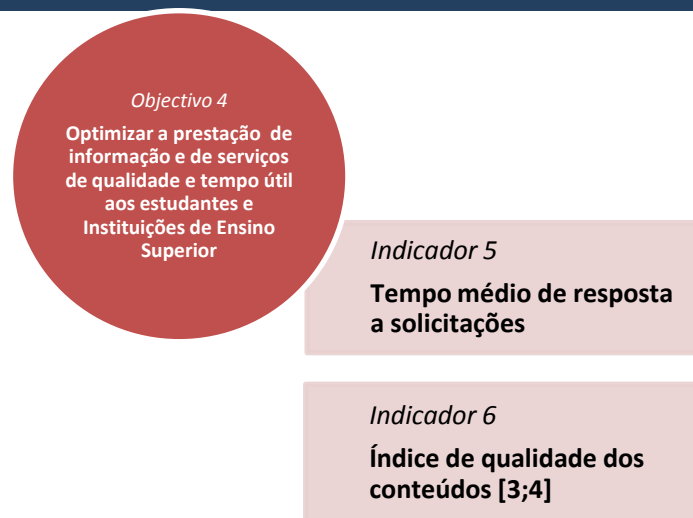 Objectivo 4
Optimizar a prestação de
informação e de serviços
de qualidade e tempo útil
aos estudantes e
Instituições de Ensino
Superior
Indicador 5
Tempo médio de resposta
a solicitações
Indicador 6
Índice de qualidade dos
conteúdos [3;4]